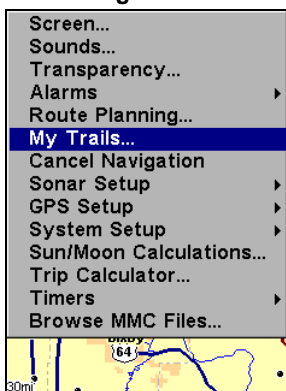 Screen...
Sounds...
Transparency...
Alarms
Route Planning...
My Trails...
Cancel Navigation
Sonar Setup
GPS Setup
System Setup
Sun/Moon Calculations...
Trip Calculator...
Timers
Browse MMC Files...
64
30mi